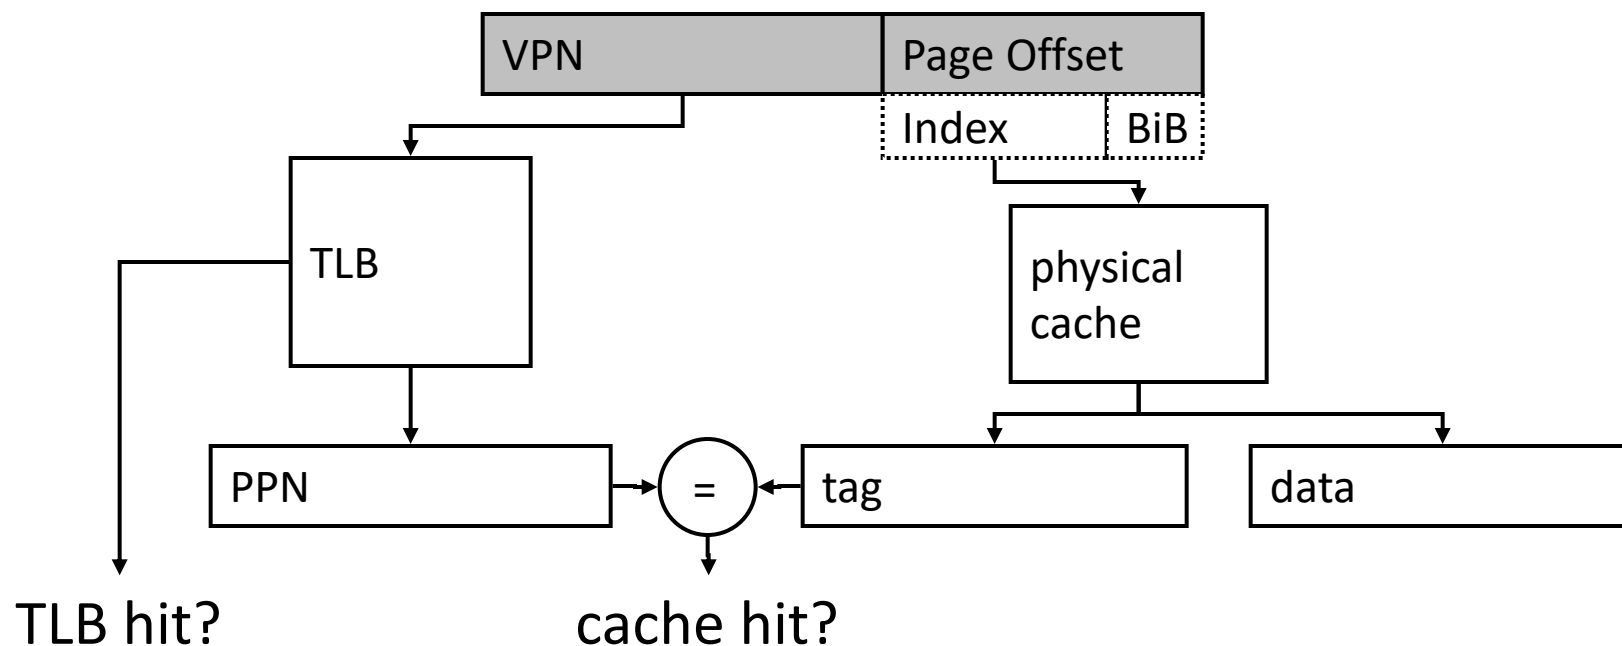 VPN
Page Offset
Index
BiB
TLB
physical
cache
PPN
=
tag
data
TLB hit?
cache hit?